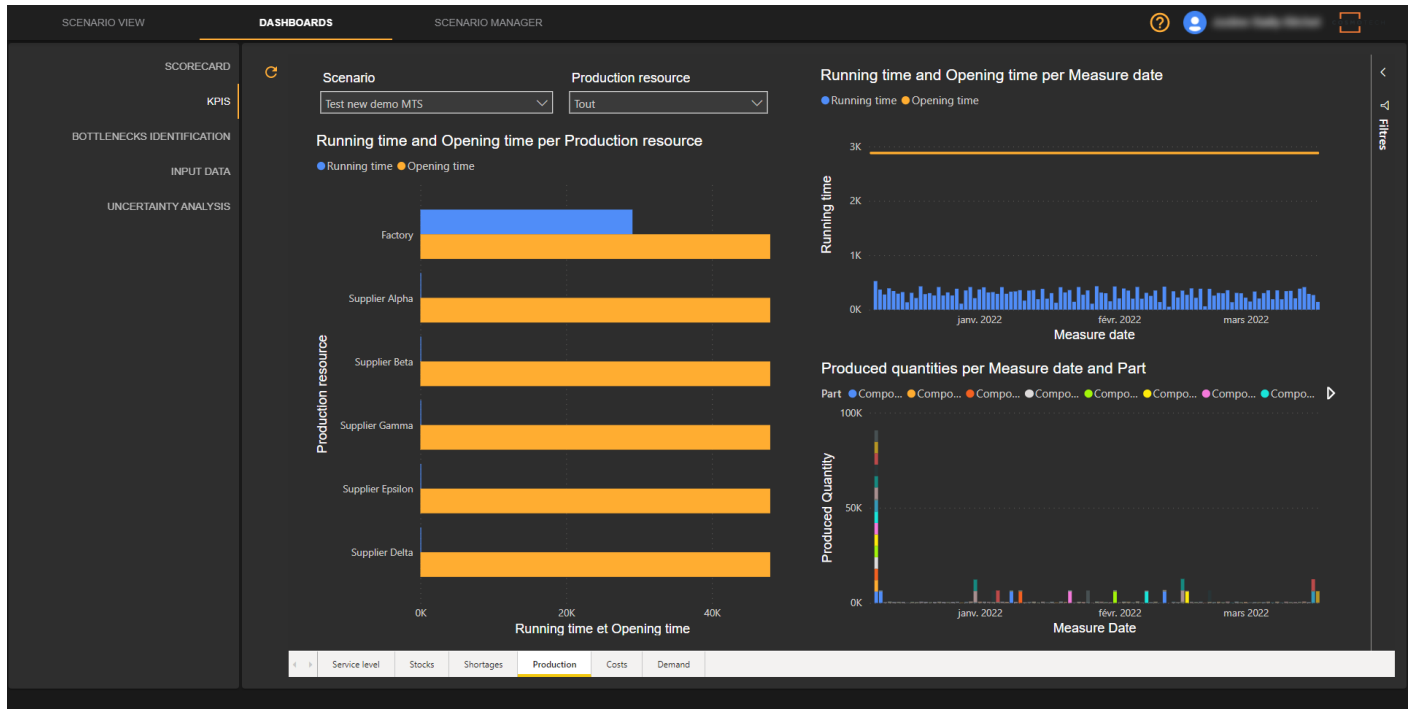 SCENARIO VIEW
DASHBOARDS
SCENARIO MANAGER
?
SCORECARD
KPIS
BOTTLENECKS IDENTIFICATION
INPUT DATA
UNCERTAINTY ANALYSIS
Scenario
Test new demo MTS
Production resource
Tout
Running time and Opening time per Production resource
Running time Opening time
Production resource
Factory
Supplier Alpha
Supplier Beta
Supplier Gamma
Supplier Epsilon
Supplier Delta
0K 20K 40K
Running time et Opening time
Running time and Opening time per Measure date
Running time Opening time
Running time
3K
2K
1K
0K
janv. 2022 févr. 2022 mars 2022
Measure date
Produced quantities per Measure date and Part
Part Compo... Compo... Compo... Compo... Compo... Compo... Compo... Compo...
Produced Quantity
100K
50K
0K
janv. 2022 févr. 2022 mars 2022
Measure Date
Filtres
Service level Stocks Shortages Production Costs Demand